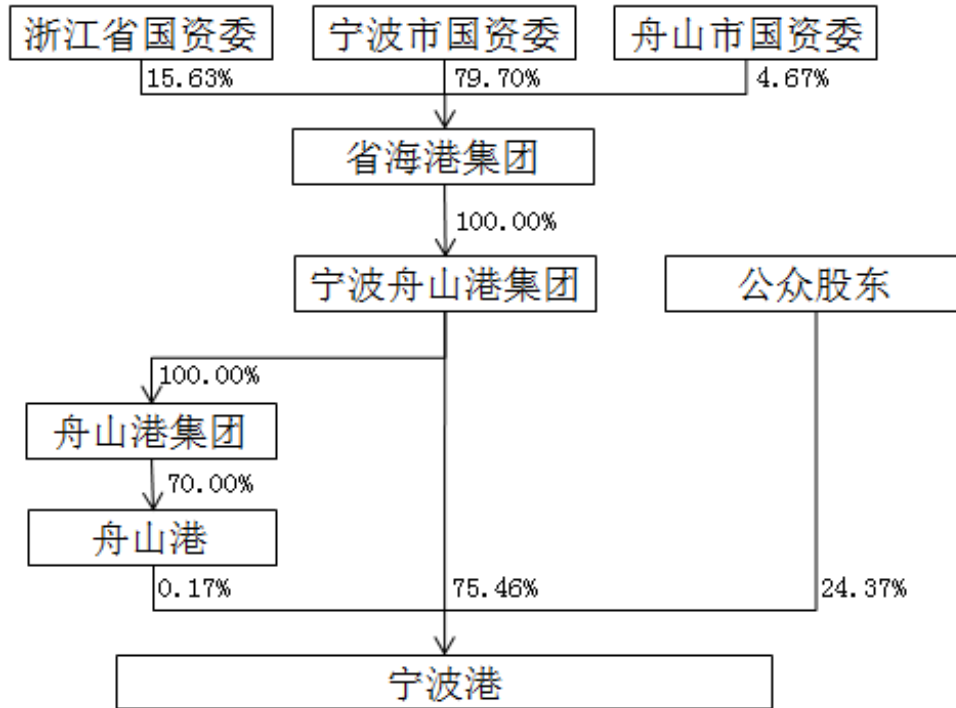 浙江省国资委
宁波市国资委
舟山市国资委
15.63%
79.70%
4.67%
省海港集团
100.00%
宁波舟山港集团
公众股东
100.00%
舟山港集团
70.00%
舟山港
0.17%
75.46%
24.37%
宁波港